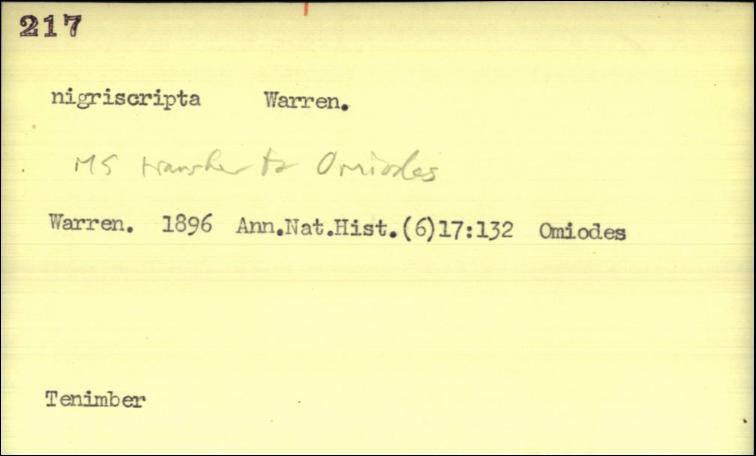 217
nigriscripta Warren.
MS transfer to Omiodes
Warren. 1896 Ann.Nat.Hist.(6)17:132 Omiodes
Tenimber